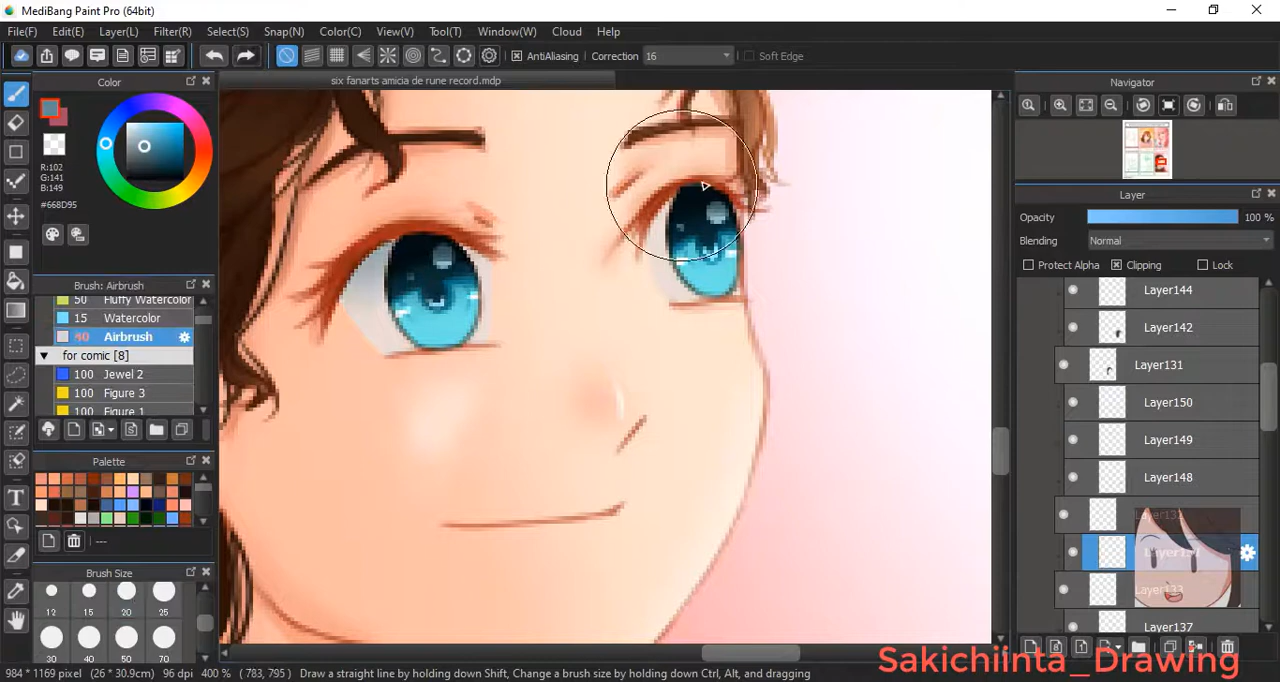 MediBang Paint Pro (64bit)
File(F) Edit(E) Layer(L) Filter(R) Select(S) Snap(N) Color(C) View(V) Tool(T) Window(W) Cloud Help
AntiAliasing Correction 16 Soft Edge
Color
six fanarts amicia de rune record.mdp
Navigator
R:102
G:141
B:149
#668D95
Layer
Opacity 100 %
Blending Normal
Protect Alpha Clipping Lock
Brush: Airbrush
50 Fluffy Watercolor
15 Watercolor
40 Airbrush
for comic [8]
100 Jewel 2
100 Figure 3
100 Figure 1
Layer144
Layer142
Layer131
Layer150
Layer149
Layer148
Layer137
Palette
---
Brush Size
12 15 20 25
30 40 50 70
Sakichiinta_Drawing
984 * 1169 pixel (26 * 30.9cm) 96 dpi 400 % ( 783, 795 ) Draw a straight line by holding down Shift, Change a brush size by holding down Ctrl, Alt, and dragging